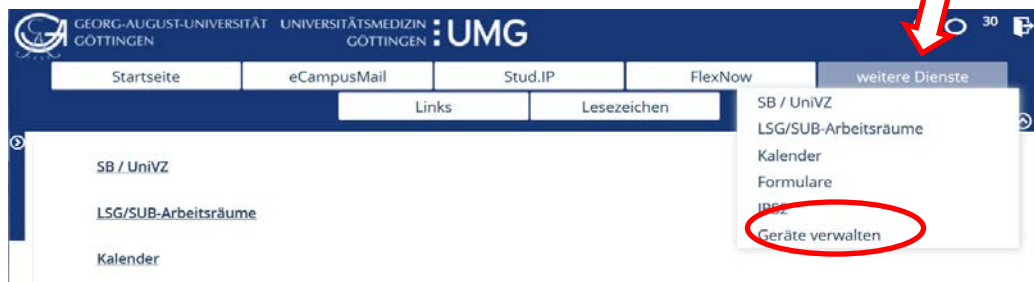 GEORG-AUGUST-UNIVERSITÄT UNIVERSITÄTSMEDIZIN
GÖTTINGEN GÖTTINGEN UMG
30
Startseite eCampusMail Stud.IP FlexNow weitere Dienste
Links Lesezeichen
SB / UniVZ
LSG/SUB-Arbeitsräume
Kalender
Formulare
Geräte verwalten
SB / UniVZ
LSG/SUB-Arbeitsräume
Kalender